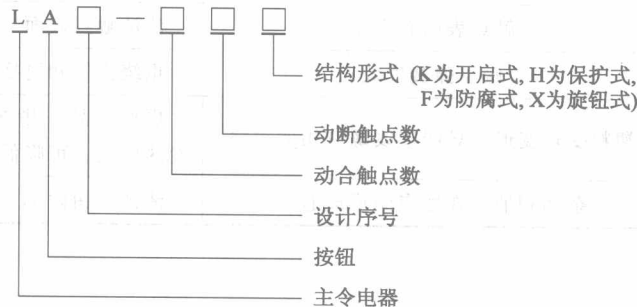 L A □ — □ □ □
结构形式 (K为开启式, H为保护式,
F为防腐式, X为旋钮式)
动断触点数
动合触点数
设计序号
按钮
主令电器